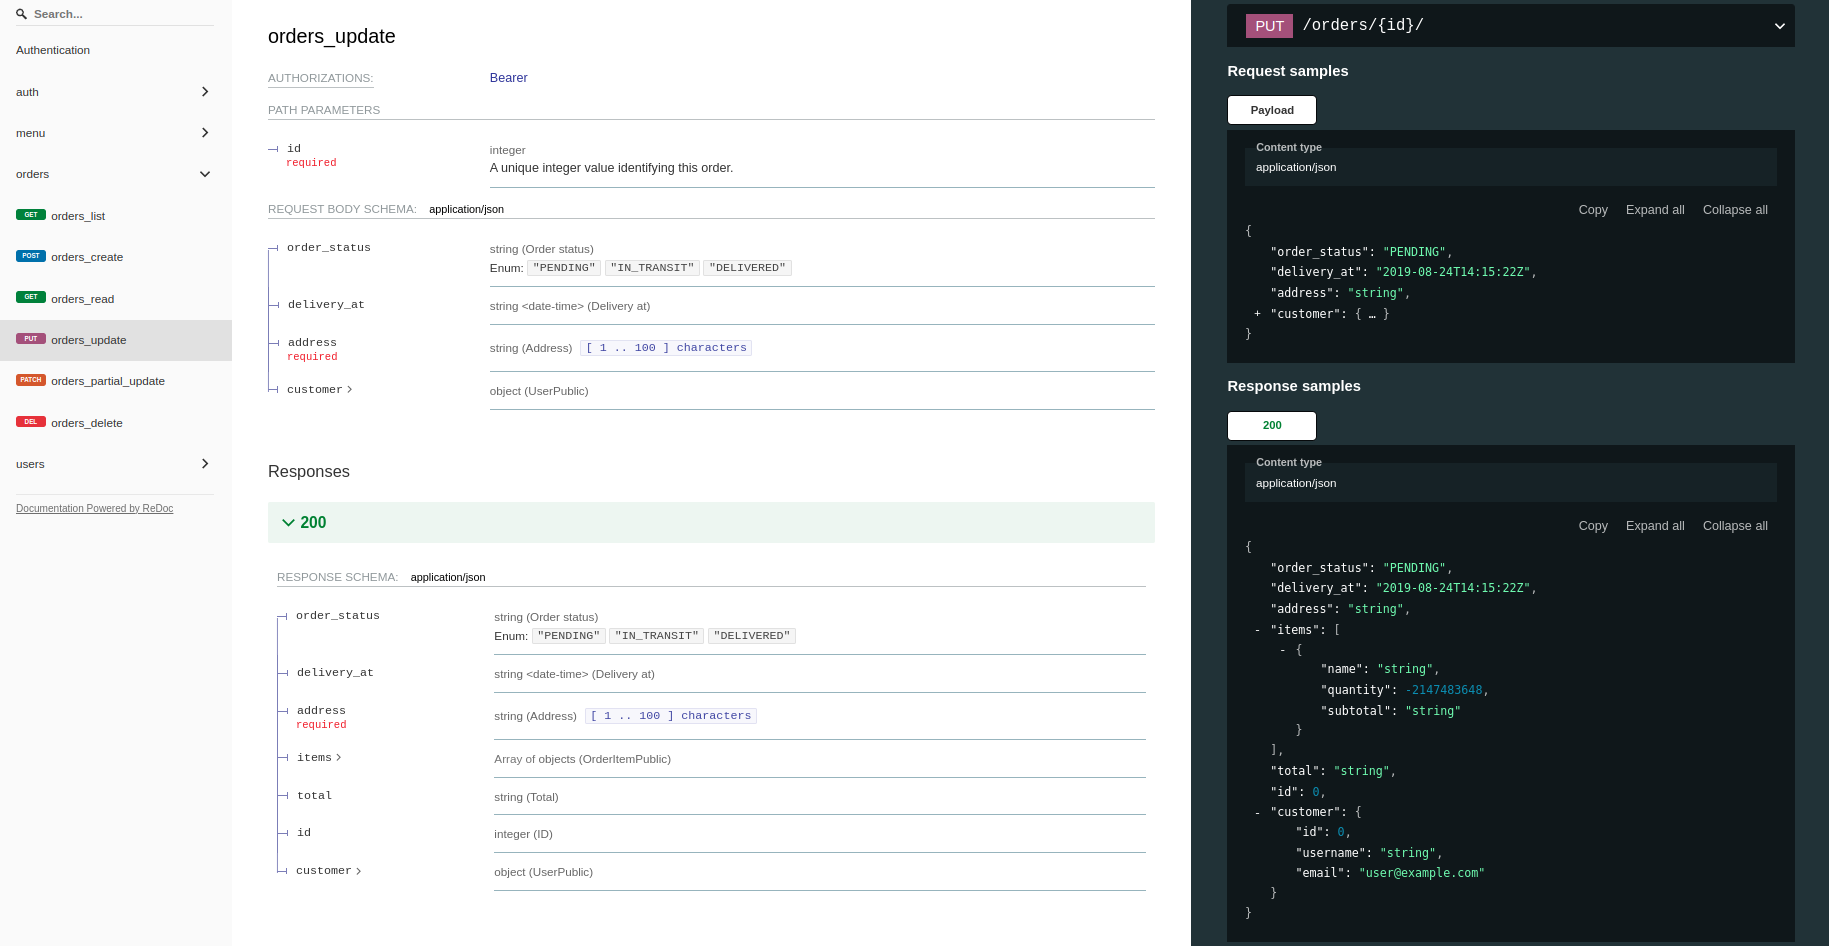 Search...
Authentication
auth
menu
orders
GET orders_list
POST orders_create
GET orders_read
PUT orders_update
PATCH orders_partial_update
DEL orders_delete
users
Documentation Powered by ReDoc
orders_update
AUTHORIZATIONS: Bearer
PATH PARAMETERS
id integer
required A unique integer value identifying this order.
REQUEST BODY SCHEMA: application/json
order_status string (Order status)
Enum: "PENDING" "IN_TRANSIT" "DELIVERED"
delivery_at string <date-time> (Delivery at)
address string (Address) [ 1 .. 100 ] characters
required
customer object (UserPublic)
Responses
200
RESPONSE SCHEMA: application/json
order_status string (Order status)
Enum: "PENDING" "IN_TRANSIT" "DELIVERED"
delivery_at string <date-time> (Delivery at)
address string (Address) [ 1 .. 100 ] characters
required
items Array of objects (OrderItemPublic)
total string (Total)
id integer (ID)
customer object (UserPublic)
PUT /orders/{id}/
Request samples
Payload
Content type
application/json
Copy Expand all Collapse all
{
"order_status": "PENDING",
"delivery_at": "2019-08-24T14:15:22Z",
"address": "string",
+ "customer": { … }
}
Response samples
200
Content type
application/json
Copy Expand all Collapse all
{
"order_status": "PENDING",
"delivery_at": "2019-08-24T14:15:22Z",
"address": "string",
- "items": [
- {
"name": "string",
"quantity": -2147483648,
"subtotal": "string"
}
],
"total": "string",
"id": 0,
- "customer": {
"id": 0,
"username": "string",
"email": "user@example.com"
}
}